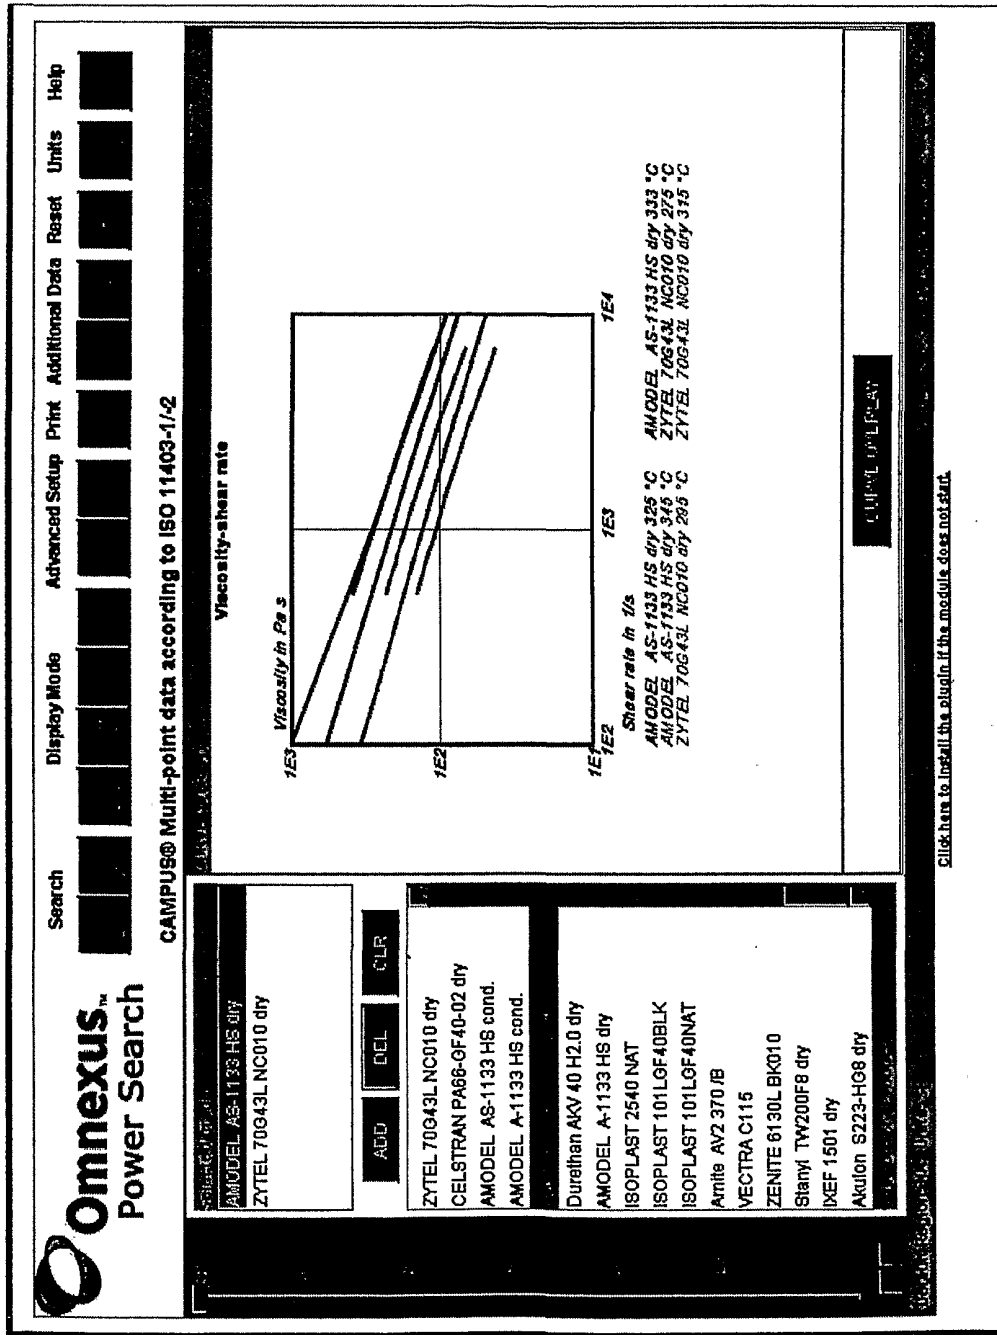 Omnexus™
Power Search
Search
Display Mode
Advanced Setup
Print
Additional Data
Reset
Units
Help
CAMPUS® Multi-point data according to ISO 11403-1/-2
AMODEL AS-1133 HS dry
ZYTEL 70G43L NC010 dry
ADD
DEL
CLR
ZYTEL 70G43L NC010 dry
CELSTRAN PA66-GF40-02 dry
AMODEL AS-1133 HS cond.
AMODEL A-1133 HS cond.
Durethan AKV 40 H2.0 dry
AMODEL A-1133 HS dry
ISOPLAST 2540 NAT
ISOPLAST 101 LGF40BLK
ISOPLAST 101 LGF40NAT
Arnite AV2 370 /B
VECTRA C115
ZENITE 6130L BK010
Stanyl TW200F8 dry
IXEF 1501 dry
Akulon S223-HG8 dry
Viscosity-shear rate
Viscosity in Pa s
1E3
1E2
1E1
1E2
1E3
1E4
Shear rate in 1/s
AMODEL AS-1133 HS dry 325 °C
AMODEL AS-1133 HS dry 333 °C
AMODEL AS-1133 HS dry 345 °C
ZYTEL 70G43L NC010 dry 275 °C
ZYTEL 70G43L NC010 dry 295 °C
ZYTEL 70G43L NC010 dry 315 °C
CURVE OVERLAY
Click here to install the plugin if the module does not start.